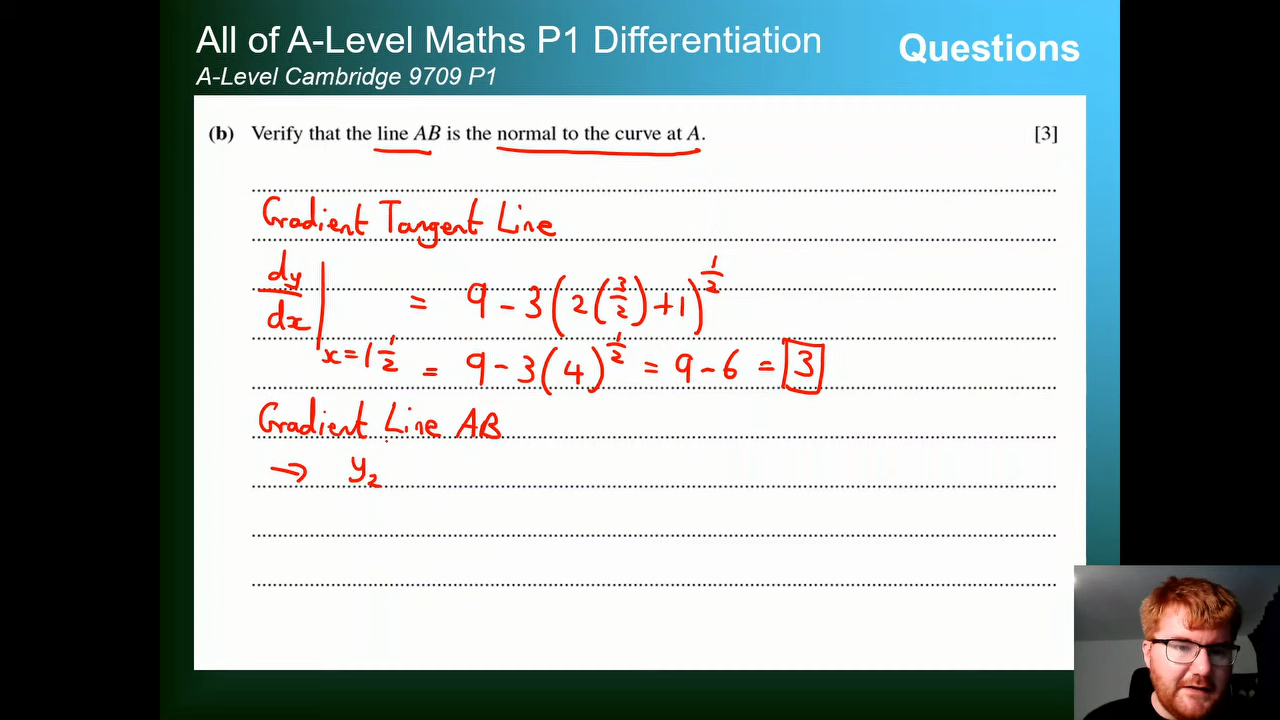 All of A-Level Maths P1 Differentiation
Questions
A-Level Cambridge 9709 P1
(b) Verify that the line AB is the normal to the curve at A. [3]
Gradient Tangent Line
dy/dx | x=1 1/2 = 9 - 3(2(3/2)+1)^1/2
= 9 - 3(4)^1/2 = 9 - 6 = 3
Gradient Line AB
→ y₂